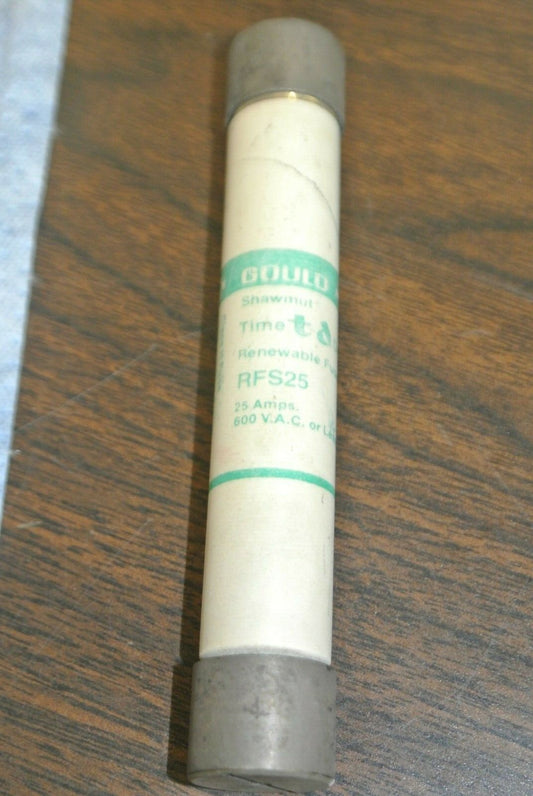 GOULD
Shawmut
Time
Renewable
RFS25
25 Amps.
600 V.A.C. or